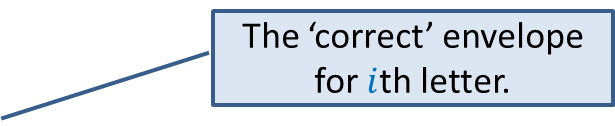 The ‘correct’ envelope
for ith letter.